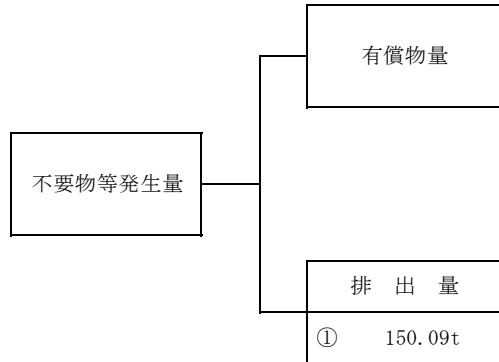 有償物量
不要物等発生量
排 出 量
① 150.09t